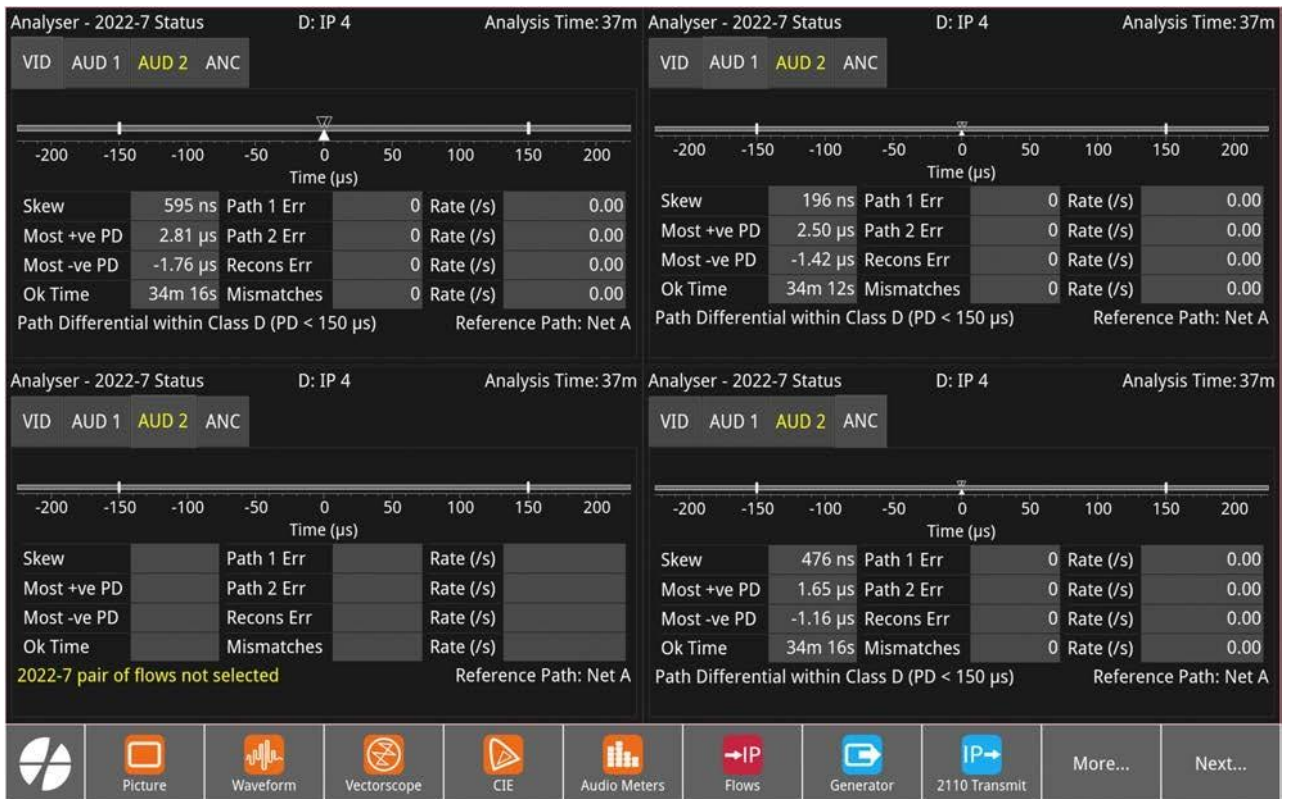 Analyser - 2022-7 Status D: IP 4 Analysis Time: 37m
VID AUD 1 AUD 2 ANC
-200 -150 -100 -50 0 50 100 150 200
Time (µs)
Skew 595 ns Path 1 Err 0 Rate (/s) 0.00
Most +ve PD 2.81 µs Path 2 Err 0 Rate (/s) 0.00
Most -ve PD -1.76 µs Recons Err 0 Rate (/s) 0.00
Ok Time 34m 16s Mismatches 0 Rate (/s) 0.00
Path Differential within Class D (PD < 150 µs) Reference Path: Net A
Analyser - 2022-7 Status D: IP 4 Analysis Time: 37m
VID AUD 1 AUD 2 ANC
-200 -150 -100 -50 0 50 100 150 200
Time (µs)
Skew 196 ns Path 1 Err 0 Rate (/s) 0.00
Most +ve PD 2.50 µs Path 2 Err 0 Rate (/s) 0.00
Most -ve PD -1.42 µs Recons Err 0 Rate (/s) 0.00
Ok Time 34m 12s Mismatches 0 Rate (/s) 0.00
Path Differential within Class D (PD < 150 µs) Reference Path: Net A
Analyser - 2022-7 Status D: IP 4 Analysis Time: 37m
VID AUD 1 AUD 2 ANC
-200 -150 -100 -50 0 50 100 150 200
Time (µs)
Skew Path 1 Err Rate (/s)
Most +ve PD Path 2 Err Rate (/s)
Most -ve PD Recons Err Rate (/s)
Ok Time Mismatches Rate (/s)
2022-7 pair of flows not selected Reference Path: Net A
Analyser - 2022-7 Status D: IP 4 Analysis Time: 37m
VID AUD 1 AUD 2 ANC
-200 -150 -100 -50 0 50 100 150 200
Time (µs)
Skew 476 ns Path 1 Err 0 Rate (/s) 0.00
Most +ve PD 1.65 µs Path 2 Err 0 Rate (/s) 0.00
Most -ve PD -1.16 µs Recons Err 0 Rate (/s) 0.00
Ok Time 34m 16s Mismatches 0 Rate (/s) 0.00
Path Differential within Class D (PD < 150 µs) Reference Path: Net A
IP IP
Picture Waveform Vectorscope CIE Audio Meters Flows Generator 2110 Transmit More... Next...